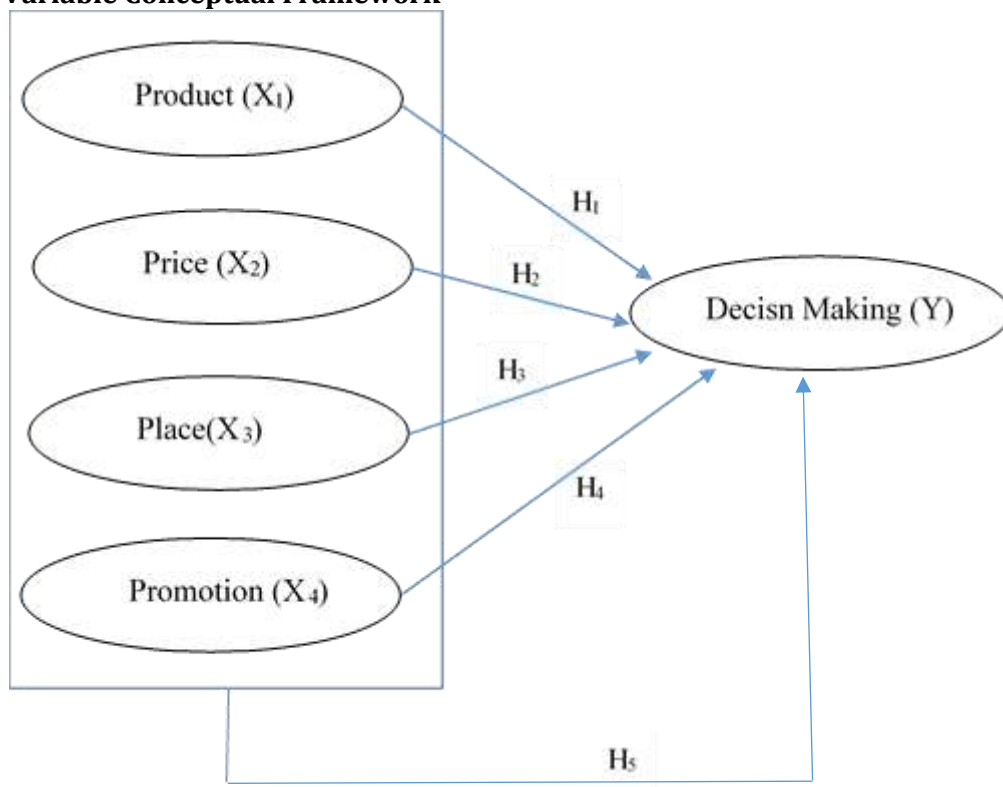 Variable Conceptual Framework
Product (X₁)
H₁
Price (X₂)
H₂
Decisn Making (Y)
H₃
Place(X₃)
H₄
Promotion (X₄)
H₅